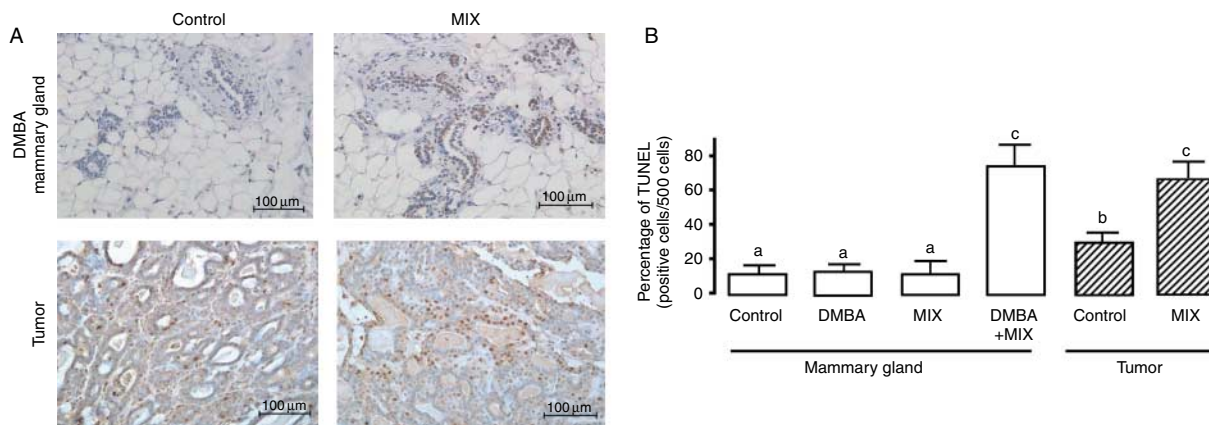 A
Control
MIX
DMBA
mammary gland
100 µm
100 µm
Tumor
100 µm
100 µm
B
Percentage of TUNEL
(positive cells/500 cells)
80
60
40
20
0
a
a
a
c
b
c
Control
DMBA
MIX
DMBA
+MIX
Control
MIX
Mammary gland
Tumor